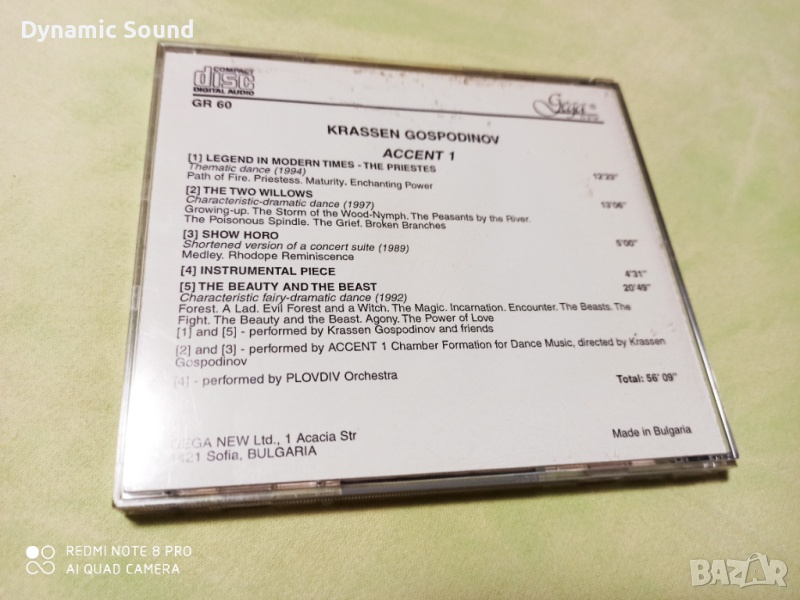 Dynamic Sound
COMPACT
disc
DIGITAL AUDIO
GR 60
Gega
KRASSEN GOSPODINOV
ACCENT 1
[1] LEGEND IN MODERN TIMES - THE PRIESTES
Thematic dance (1994) 12'23"
Path of Fire. Priestess. Maturity. Enchanting Power
[2] THE TWO WILLOWS
Characteristic-dramatic dance (1997) 13'06"
Growing-up. The Storm of the Wood-Nymph. The Peasants by the River.
The Poisonous Spindle. The Grief. Broken Branches
[3] SHOW HORO
Shortened version of a concert suite (1989) 5'00"
Medley. Rhodope Reminiscence
[4] INSTRUMENTAL PIECE 4'31"
[5] THE BEAUTY AND THE BEAST 20'49"
Characteristic fairy-dramatic dance (1992)
Forest. A Lad. Evil Forest and a Witch. The Magic. Incarnation. Encounter. The Beasts. The
Fight. The Beauty and the Beast. Agony. The Power of Love
[1] and [5] - performed by Krassen Gospodinov and friends
[2] and [3] - performed by ACCENT 1 Chamber Formation for Dance Music, directed by Krassen
Gospodinov
[4] - performed by PLOVDIV Orchestra Total: 56' 09"
GEGA NEW Ltd., 1 Acacia Str Made in Bulgaria
1421 Sofia, BULGARIA
REDMI NOTE 8 PRO
AI QUAD CAMERA
BAZAR